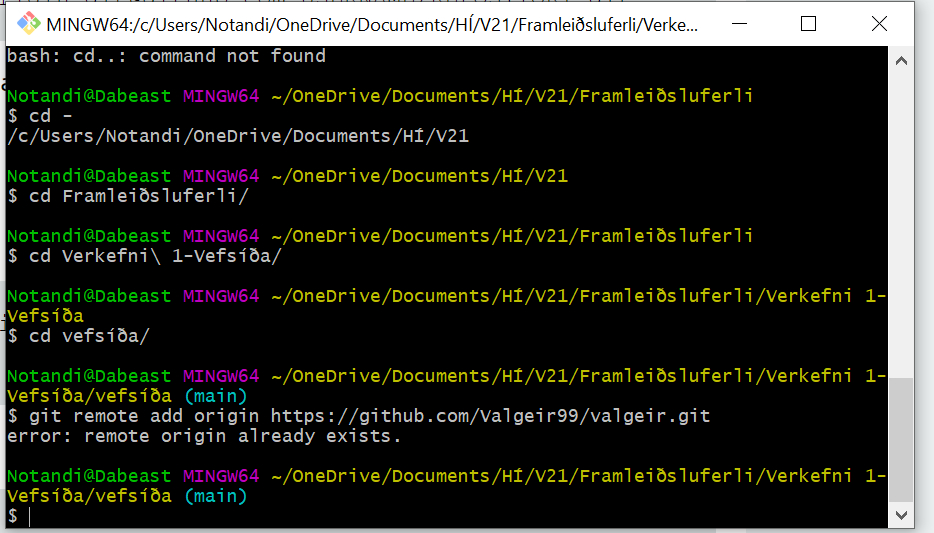 MINGW64:/c/Users/Notandi/OneDrive/Documents/HÍ/V21/Framleiðsluferli/Verke...
bash: cd..: command not found
Notandi@Dabeast MINGW64 ~/OneDrive/Documents/HÍ/V21/Framleiðsluferli
$ cd -
/c/Users/Notandi/OneDrive/Documents/HÍ/V21
Notandi@Dabeast MINGW64 ~/OneDrive/Documents/HÍ/V21
$ cd Framleiðsluferli/
Notandi@Dabeast MINGW64 ~/OneDrive/Documents/HÍ/V21/Framleiðsluferli
$ cd Verkefni\ 1-Vefsíða/
Notandi@Dabeast MINGW64 ~/OneDrive/Documents/HÍ/V21/Framleiðsluferli/Verkefni 1-
Vefsíða
$ cd vefsíða/
Notandi@Dabeast MINGW64 ~/OneDrive/Documents/HÍ/V21/Framleiðsluferli/Verkefni 1-
Vefsíða/vefsíða (main)
$ git remote add origin https://github.com/Valgeir99/valgeir.git
error: remote origin already exists.
Notandi@Dabeast MINGW64 ~/OneDrive/Documents/HÍ/V21/Framleiðsluferli/Verkefni 1-
Vefsíða/vefsíða (main)
$